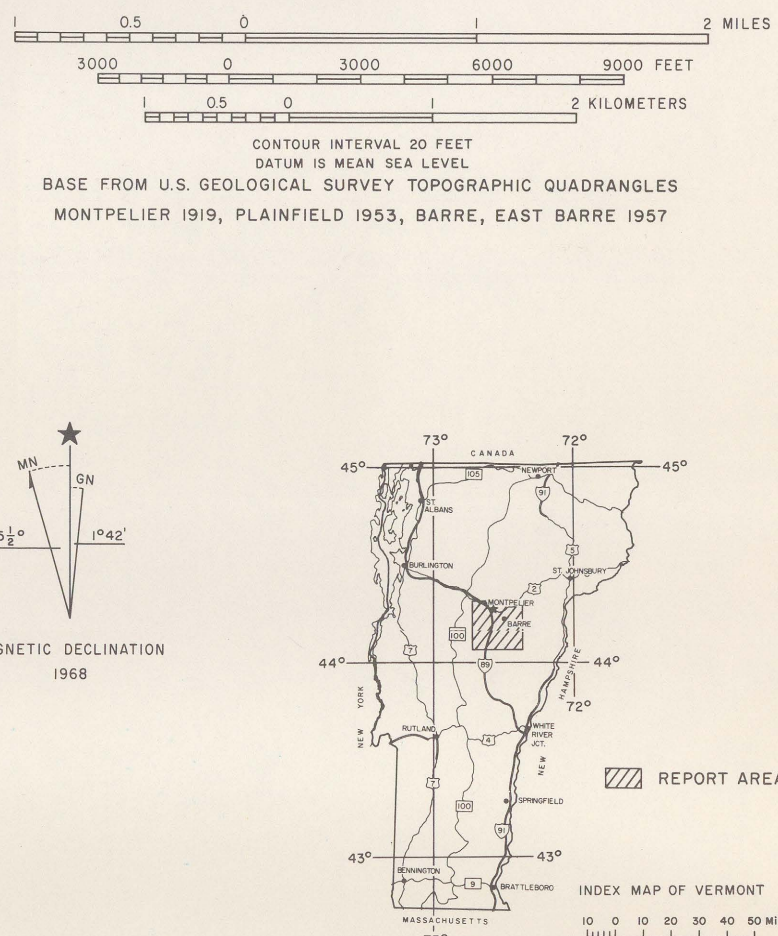 1 0.5 0 1 2 MILES
3000 0 3000 6000 9000 FEET
1 0.5 0 1 2 KILOMETERS
CONTOUR INTERVAL 20 FEET
DATUM IS MEAN SEA LEVEL
BASE FROM U.S. GEOLOGICAL SURVEY TOPOGRAPHIC QUADRANGLES
MONTPELIER 1919, PLAINFIELD 1953, BARRE, EAST BARRE 1957
MN
GN
5½° 1°42'
GNETIC DECLINATION
1968
73° 72°
CANADA
45° 45°
105
NEWPORT
91
ST.
ALBANS
5
BURLINGTON
ST. JOHNSBURY
2
MONTPELIER
BARRE
100
7
89
44° 44°
HAMPSHIRE
72°
NEW YORK
RUTLAND
WHITE
RIVER
JCT.
4
NEW
7
REPORT AREA
100
SPRINGFIELD
91
43° 43°
BENNINGTON
9
BRATTLEBORO
INDEX MAP OF VERMONT
MASSACHUSETTS
10 0 10 20 30 40 50 Mi